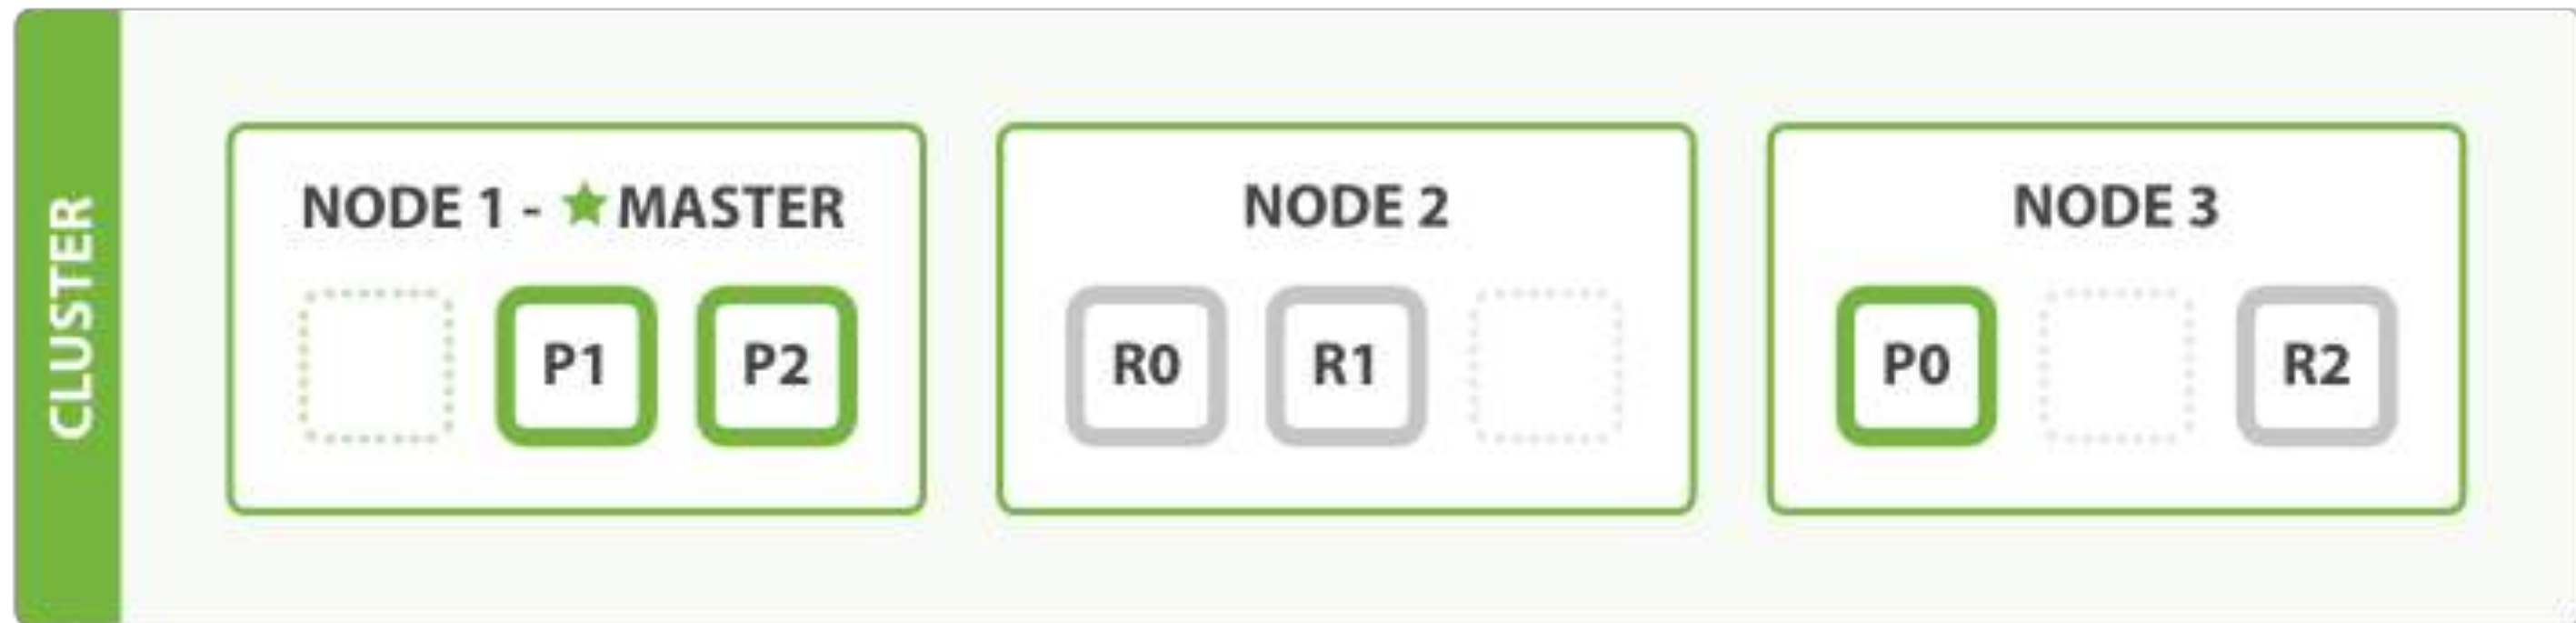 CLUSTER
NODE 1 - ★MASTER
P1 P2
NODE 2
R0 R1
NODE 3
P0 R2